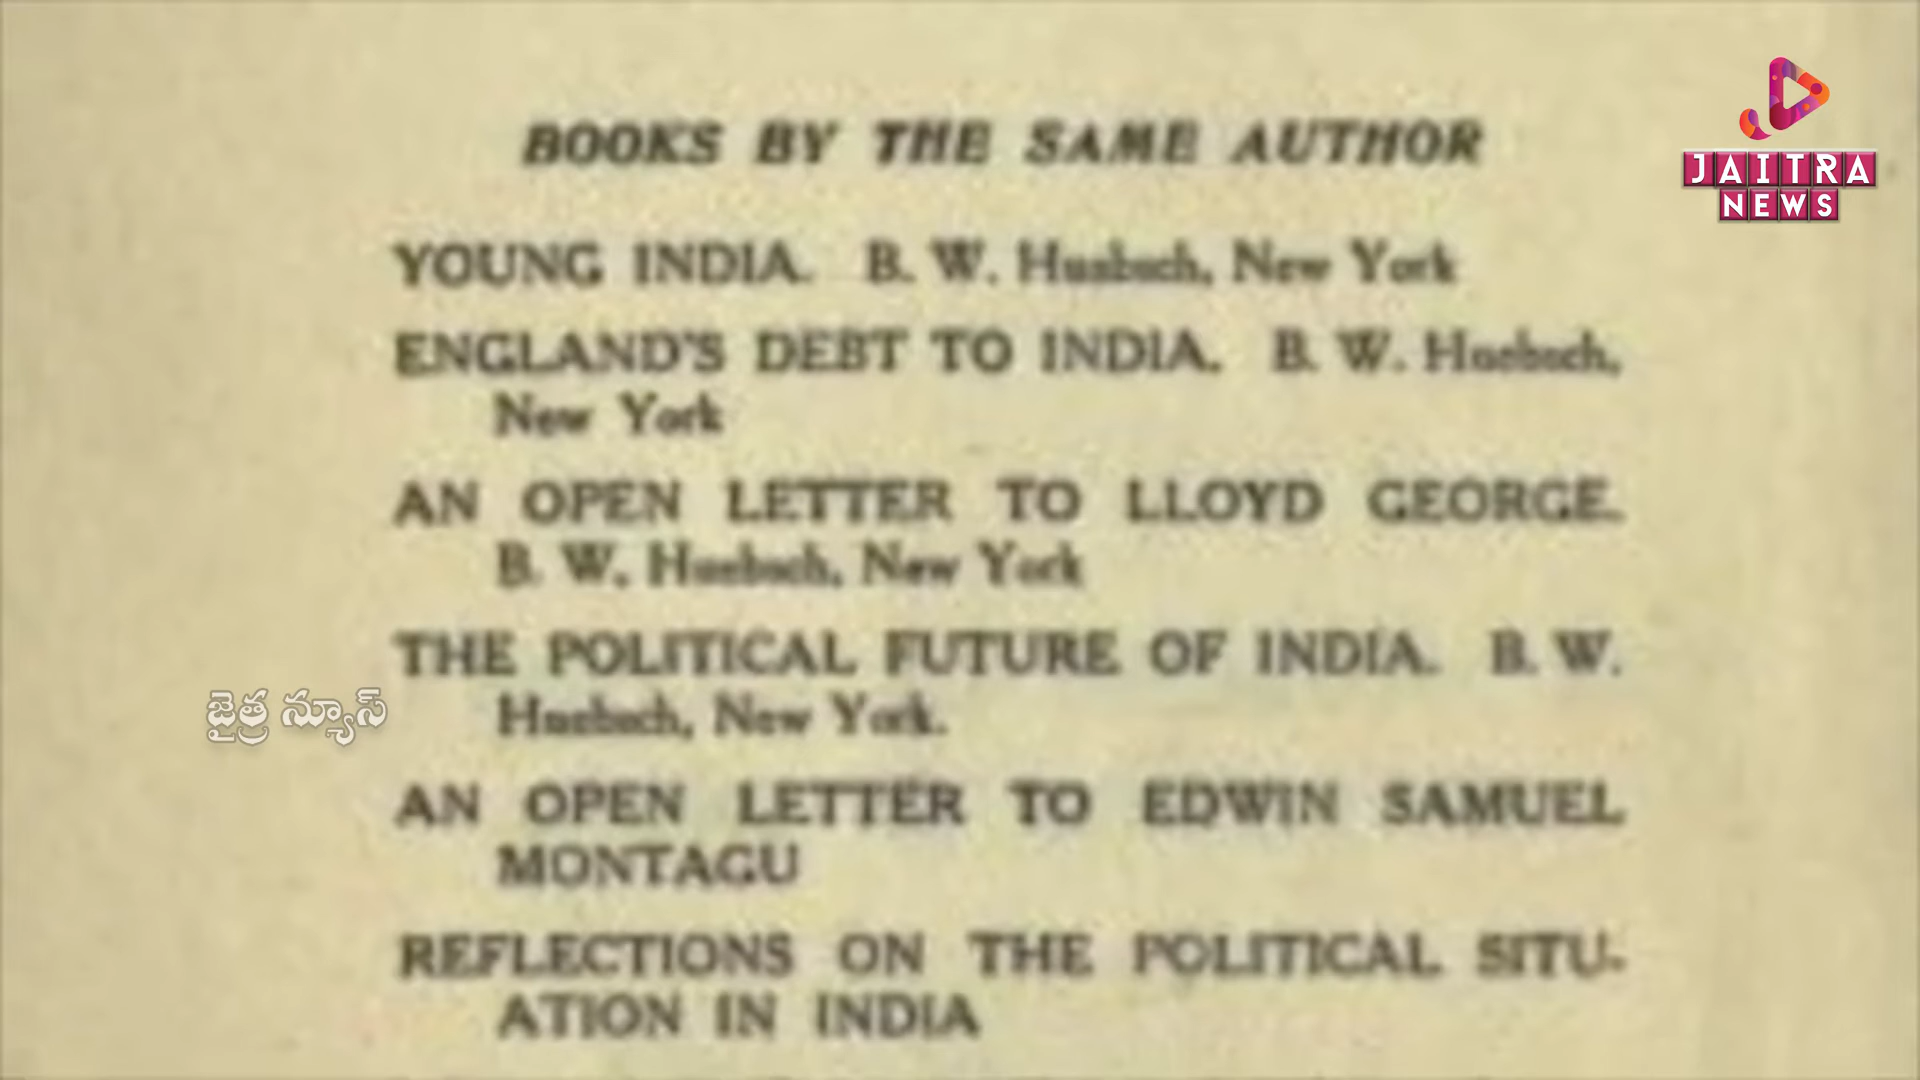 BOOKS BY THE SAME AUTHOR
YOUNG INDIA. B. W. Huebsch, New York
ENGLAND'S DEBT TO INDIA. B. W. Huebsch,
New York
AN OPEN LETTER TO LLOYD GEORGE.
B. W. Huebsch, New York
THE POLITICAL FUTURE OF INDIA. B. W.
Huebsch, New York.
AN OPEN LETTER TO EDWIN SAMUEL
MONTAGU
REFLECTIONS ON THE POLITICAL SITU-
ATION IN INDIA
JAITRA
NEWS
జైత్ర న్యూస్